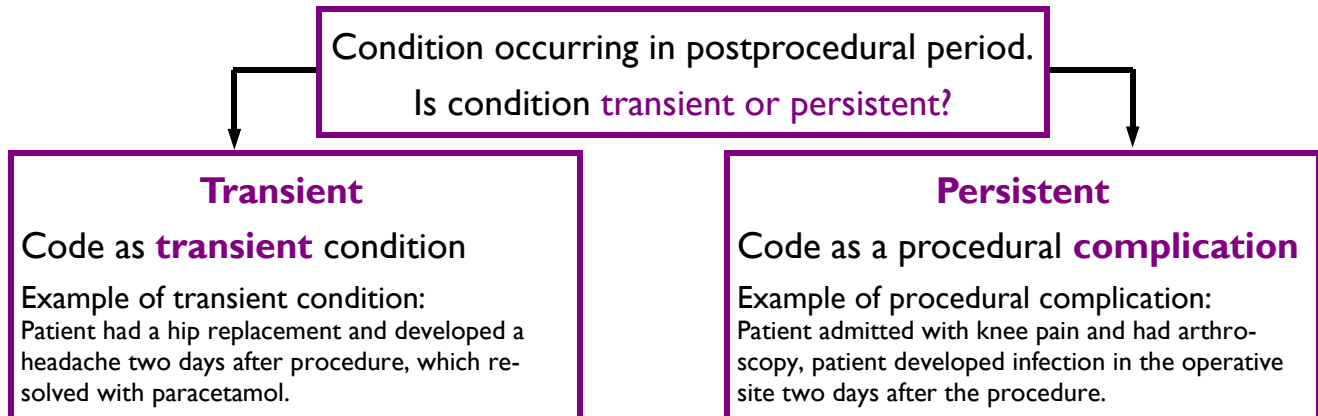 Condition occurring in postprocedural period.
Is condition transient or persistent?
Transient
Code as transient condition
Example of transient condition:
Patient had a hip replacement and developed a
headache two days after procedure, which re-
solved with paracetamol.
Persistent
Code as a procedural complication
Example of procedural complication:
Patient admitted with knee pain and had arthro-
scopy, patient developed infection in the operative
site two days after the procedure.